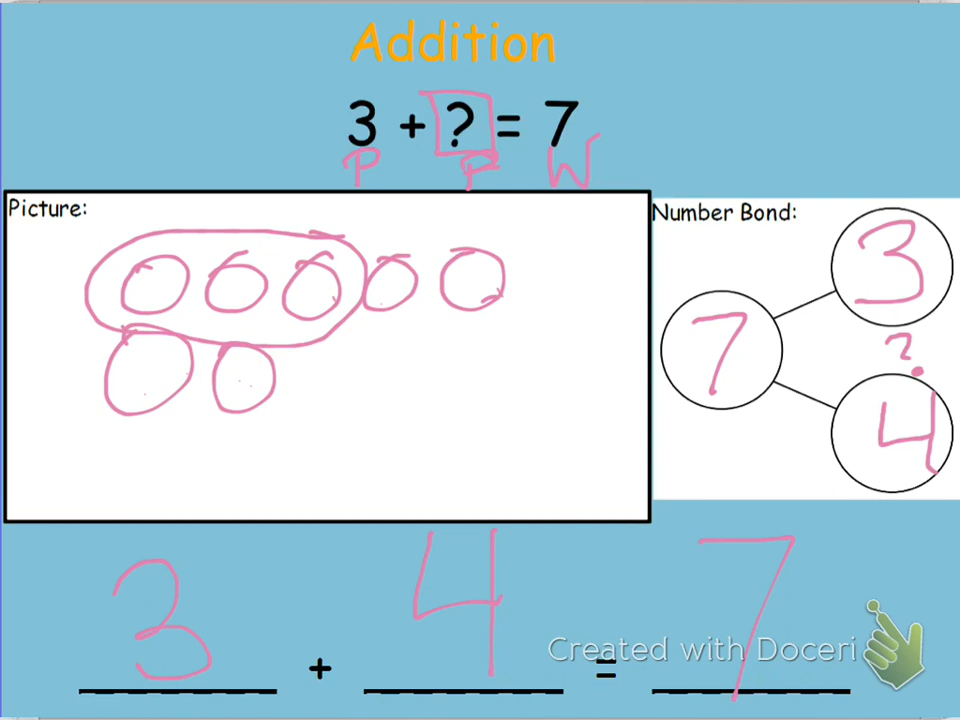 Addition
3 + ? = 7
P P W
Picture:
Number Bond:
3
7
?
4
3 + 4 = 7
Created with Doceri